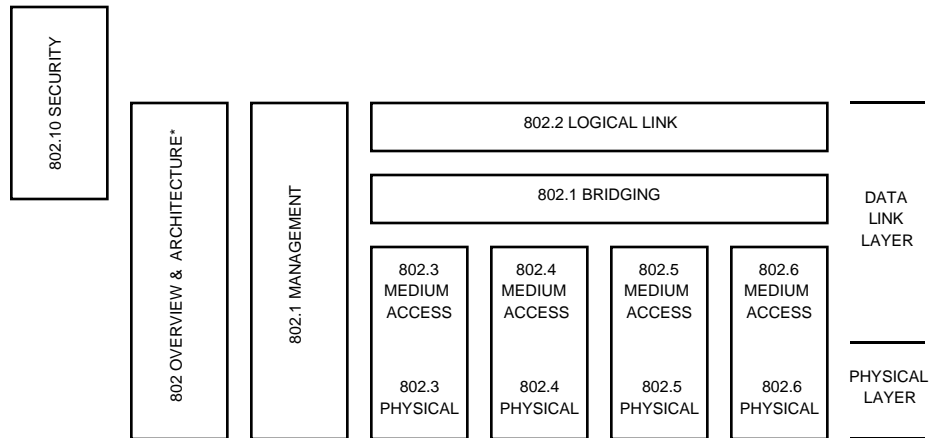 802.10 SECURITY
802 OVERVIEW & ARCHITECTURE*
802.1 MANAGEMENT
802.2 LOGICAL LINK
802.1 BRIDGING
802.3
MEDIUM
ACCESS
802.3
PHYSICAL
802.4
MEDIUM
ACCESS
802.4
PHYSICAL
802.5
MEDIUM
ACCESS
802.5
PHYSICAL
802.6
MEDIUM
ACCESS
802.6
PHYSICAL
DATA
LINK
LAYER
PHYSICAL
LAYER